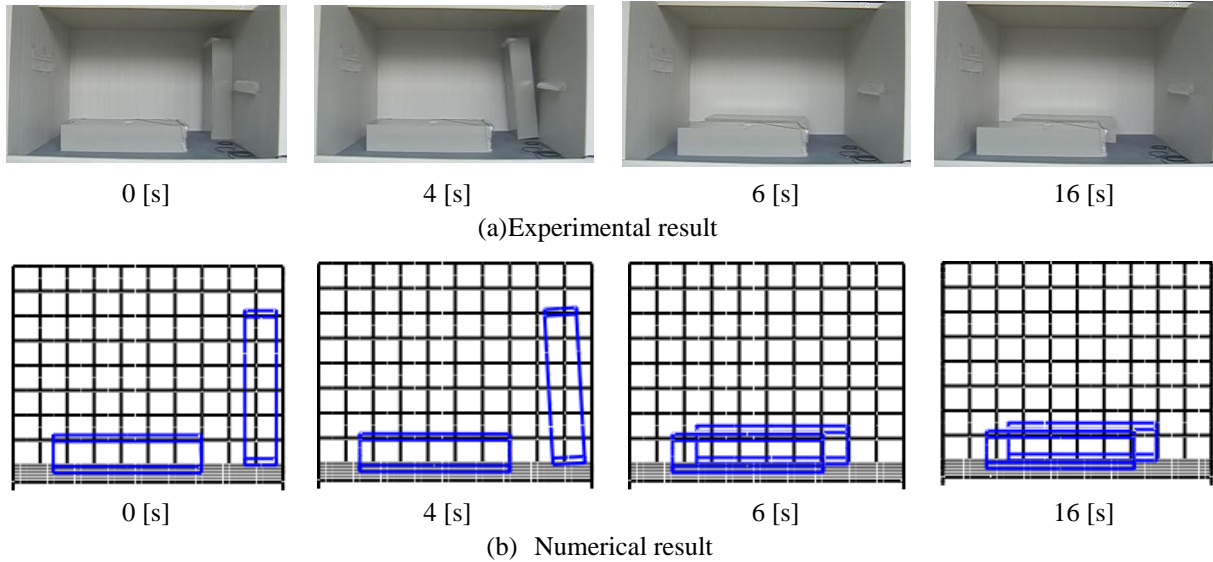 0 [s] 4 [s] 6 [s] 16 [s]
(a)Experimental result
0 [s] 4 [s] 6 [s] 16 [s]
(b) Numerical result